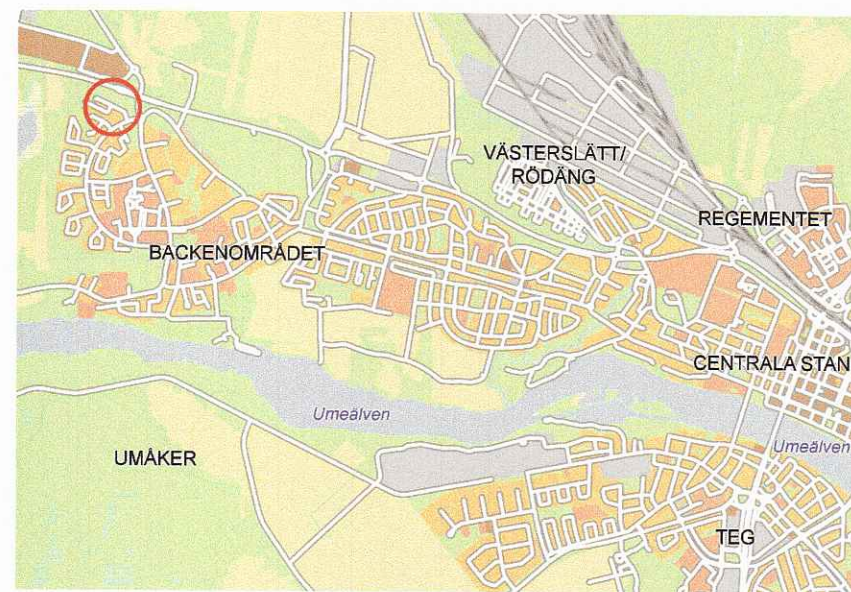 VÄSTERSLÄTT/
RÖDÄNG
REGEMENTET
BACKENOMRÅDET
CENTRALA STAN
Umeälven
Umeälven
UMÅKER
TEG